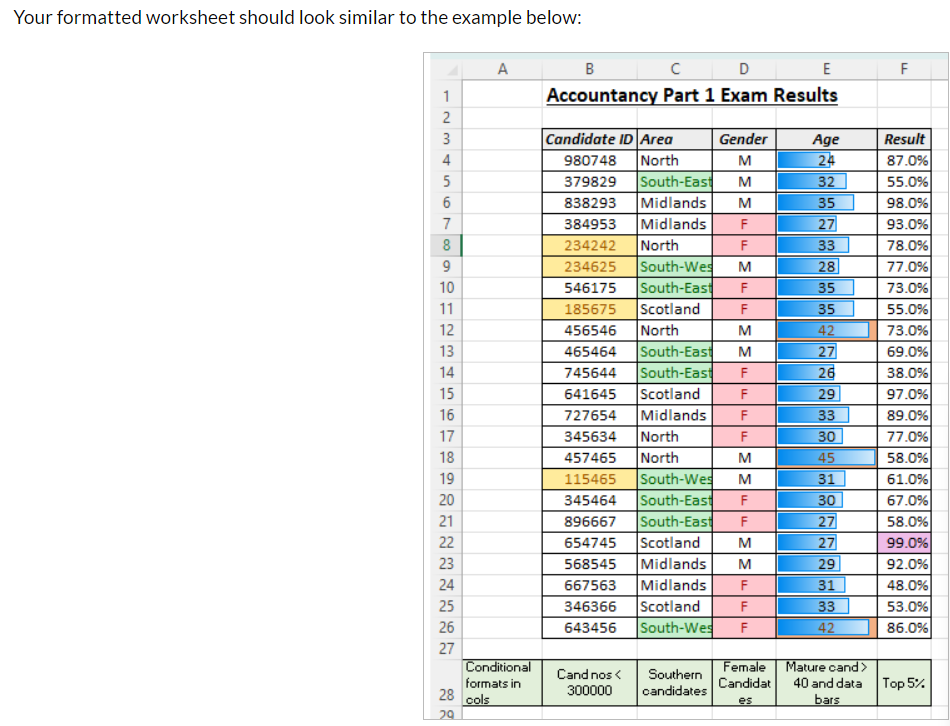 Your formatted worksheet should look similar to the example below:
A B C D E F
1 Accountancy Part 1 Exam Results
2
3 Candidate ID Area Gender Age Result
4 980748 North M 24 87.0%
5 379829 South-East M 32 55.0%
6 838293 Midlands M 35 98.0%
7 384953 Midlands F 27 93.0%
8 234242 North F 33 78.0%
9 234625 South-Wes M 28 77.0%
10 546175 South-East F 35 73.0%
11 185675 Scotland F 35 55.0%
12 456546 North M 42 73.0%
13 465464 South-East M 27 69.0%
14 745644 South-East F 26 38.0%
15 641645 Scotland F 29 97.0%
16 727654 Midlands F 33 89.0%
17 345634 North F 30 77.0%
18 457465 North M 45 58.0%
19 115465 South-Wes M 31 61.0%
20 345464 South-East F 30 67.0%
21 896667 South-East F 27 58.0%
22 654745 Scotland M 27 99.0%
23 568545 Midlands M 29 92.0%
24 667563 Midlands F 31 48.0%
25 346366 Scotland F 33 53.0%
26 643456 South-Wes F 42 86.0%
27
28 Conditional formats in cols Cand nos < 300000 Southern candidates Female Candidat es Mature cand > 40 and data bars Top 5%
29